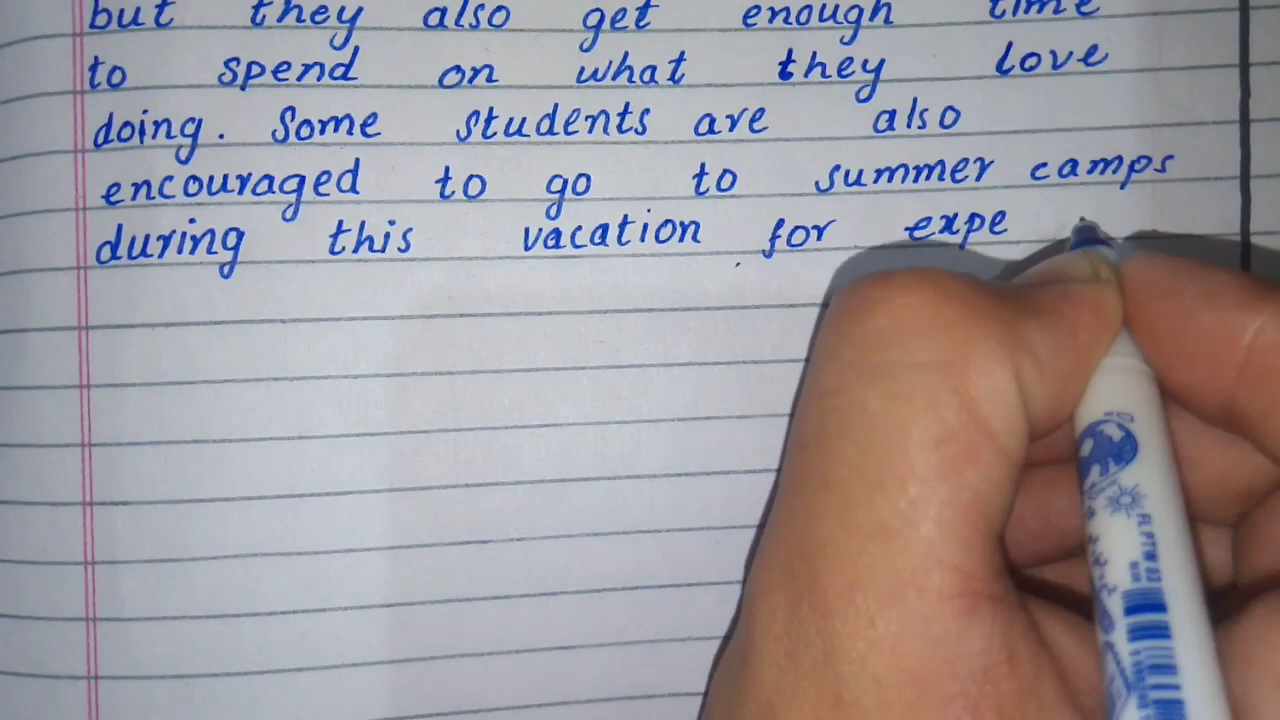 but they also get enough time
to spend on what they love
doing. Some students are also
encouraged to go to summer camps
during this vacation for expe